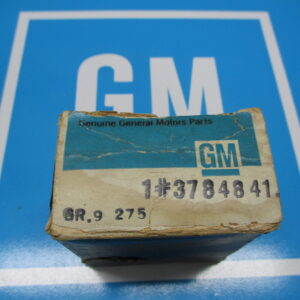 GM
Genuine General Motors Parts
GM
1#3784841
GR.9 275